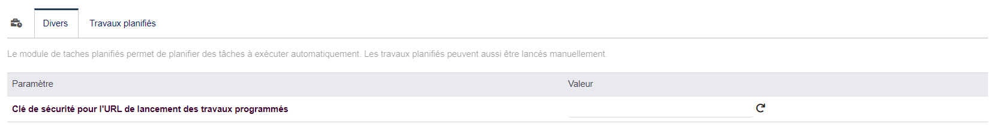 Divers Travaux planifiés
Le module de taches planifiés permet de planifier des tâches à exécuter automatiquement. Les travaux planifiés peuvent aussi être lancés manuellement.
Paramètre Valeur
Clé de sécurité pour l'URL de lancement des travaux programmés